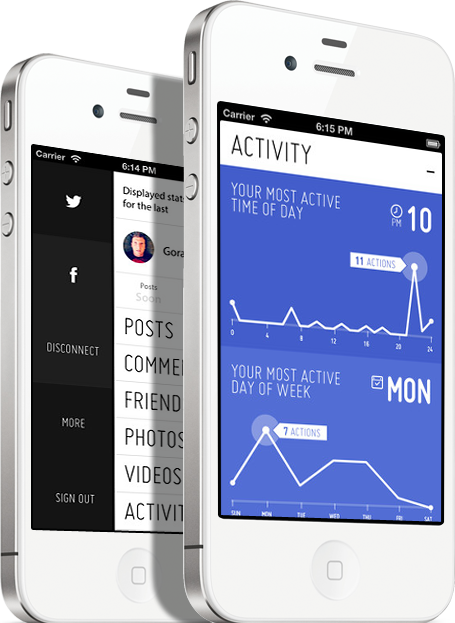 Carrier
6:14 PM
Displayed stat
for the last
Gora
Posts
Soon
DISCONNECT
MORE
SIGN OUT
POSTS
COMME
FRIEND
PHOTOS
VIDEOS
ACTIVIT
Carrier
6:15 PM
ACTIVITY
YOUR MOST ACTIVE
TIME OF DAY
PM 10
11 ACTIONS
0 4 8 12 16 20 24
YOUR MOST ACTIVE
DAY OF WEEK
MON
7 ACTIONS
SUN MON TUE WED THU FRI SAT